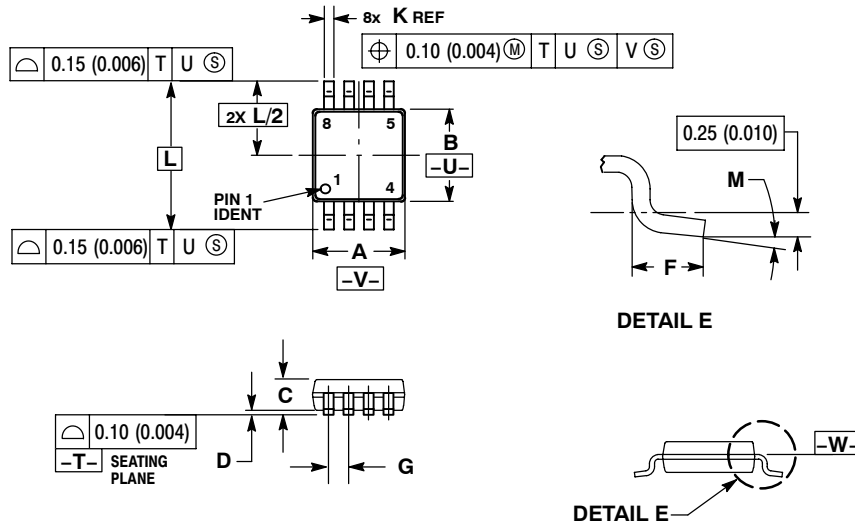 8x K REF
⌓ 0.15 (0.006) T U Ⓢ
⌖ 0.10 (0.004) Ⓜ T U Ⓢ V Ⓢ
2X L/2
8 5
B
-U-
L
PIN 1
IDENT
1 4
⌓ 0.15 (0.006) T U Ⓢ
A
-V-
0.25 (0.010)
M
F
DETAIL E
C
⌓ 0.10 (0.004)
-T- SEATING
PLANE
D
G
-W-
DETAIL E